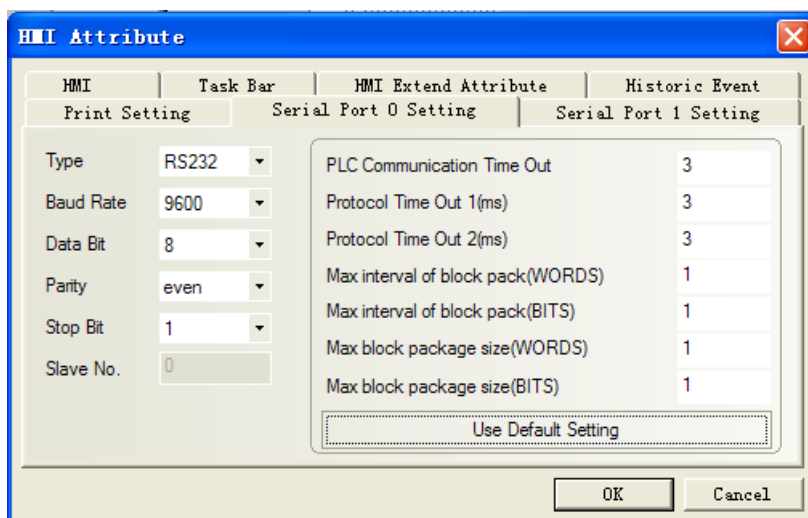 HMI Attribute
HMI Task Bar HMI Extend Attribute Historic Event
Print Setting Serial Port 0 Setting Serial Port 1 Setting
Type RS232
Baud Rate 9600
Data Bit 8
Parity even
Stop Bit 1
Slave No. 0
PLC Communication Time Out 3
Protocol Time Out 1(ms) 3
Protocol Time Out 2(ms) 3
Max interval of block pack(WORDS) 1
Max interval of block pack(BITS) 1
Max block package size(WORDS) 1
Max block package size(BITS) 1
Use Default Setting
OK Cancel